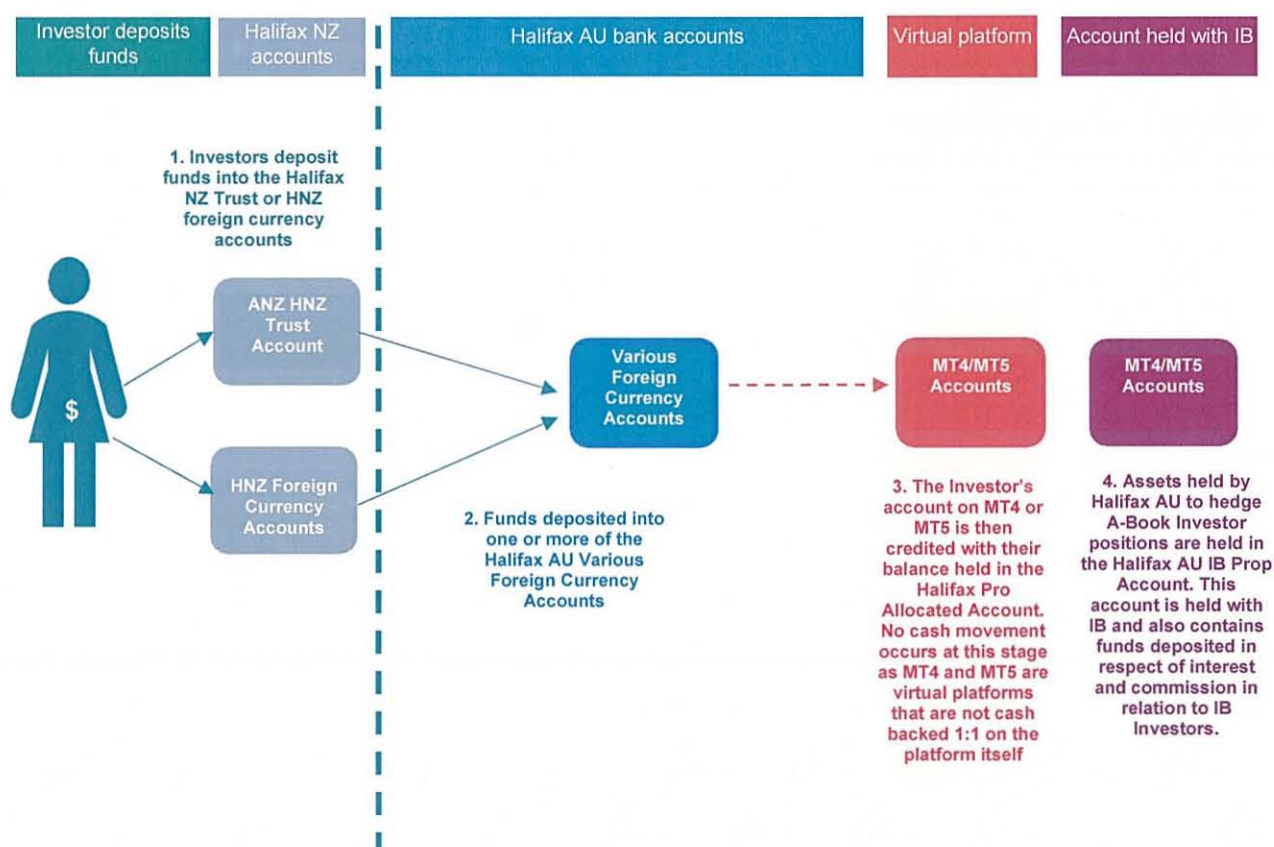 Investor deposits
funds
Halifax NZ
accounts
Halifax AU bank accounts
Virtual platform
Account held with IB
1. Investors deposit
funds into the Halifax
NZ Trust or HNZ
foreign currency
accounts
$
ANZ HNZ
Trust
Account
HNZ Foreign
Currency
Accounts
Various
Foreign
Currency
Accounts
2. Funds deposited into
one or more of the
Halifax AU Various
Foreign Currency
Accounts
MT4/MT5
Accounts
3. The Investor's
account on MT4 or
MT5 is then
credited with their
balance held in the
Halifax Pro
Allocated Account.
No cash movement
occurs at this stage
as MT4 and MT5 are
virtual platforms
that are not cash
backed 1:1 on the
platform itself
MT4/MT5
Accounts
4. Assets held by
Halifax AU to hedge
A-Book Investor
positions are held in
the Halifax AU IB Prop
Account. This
account is held with
IB and also contains
funds deposited in
respect of interest
and commission in
relation to IB
Investors.